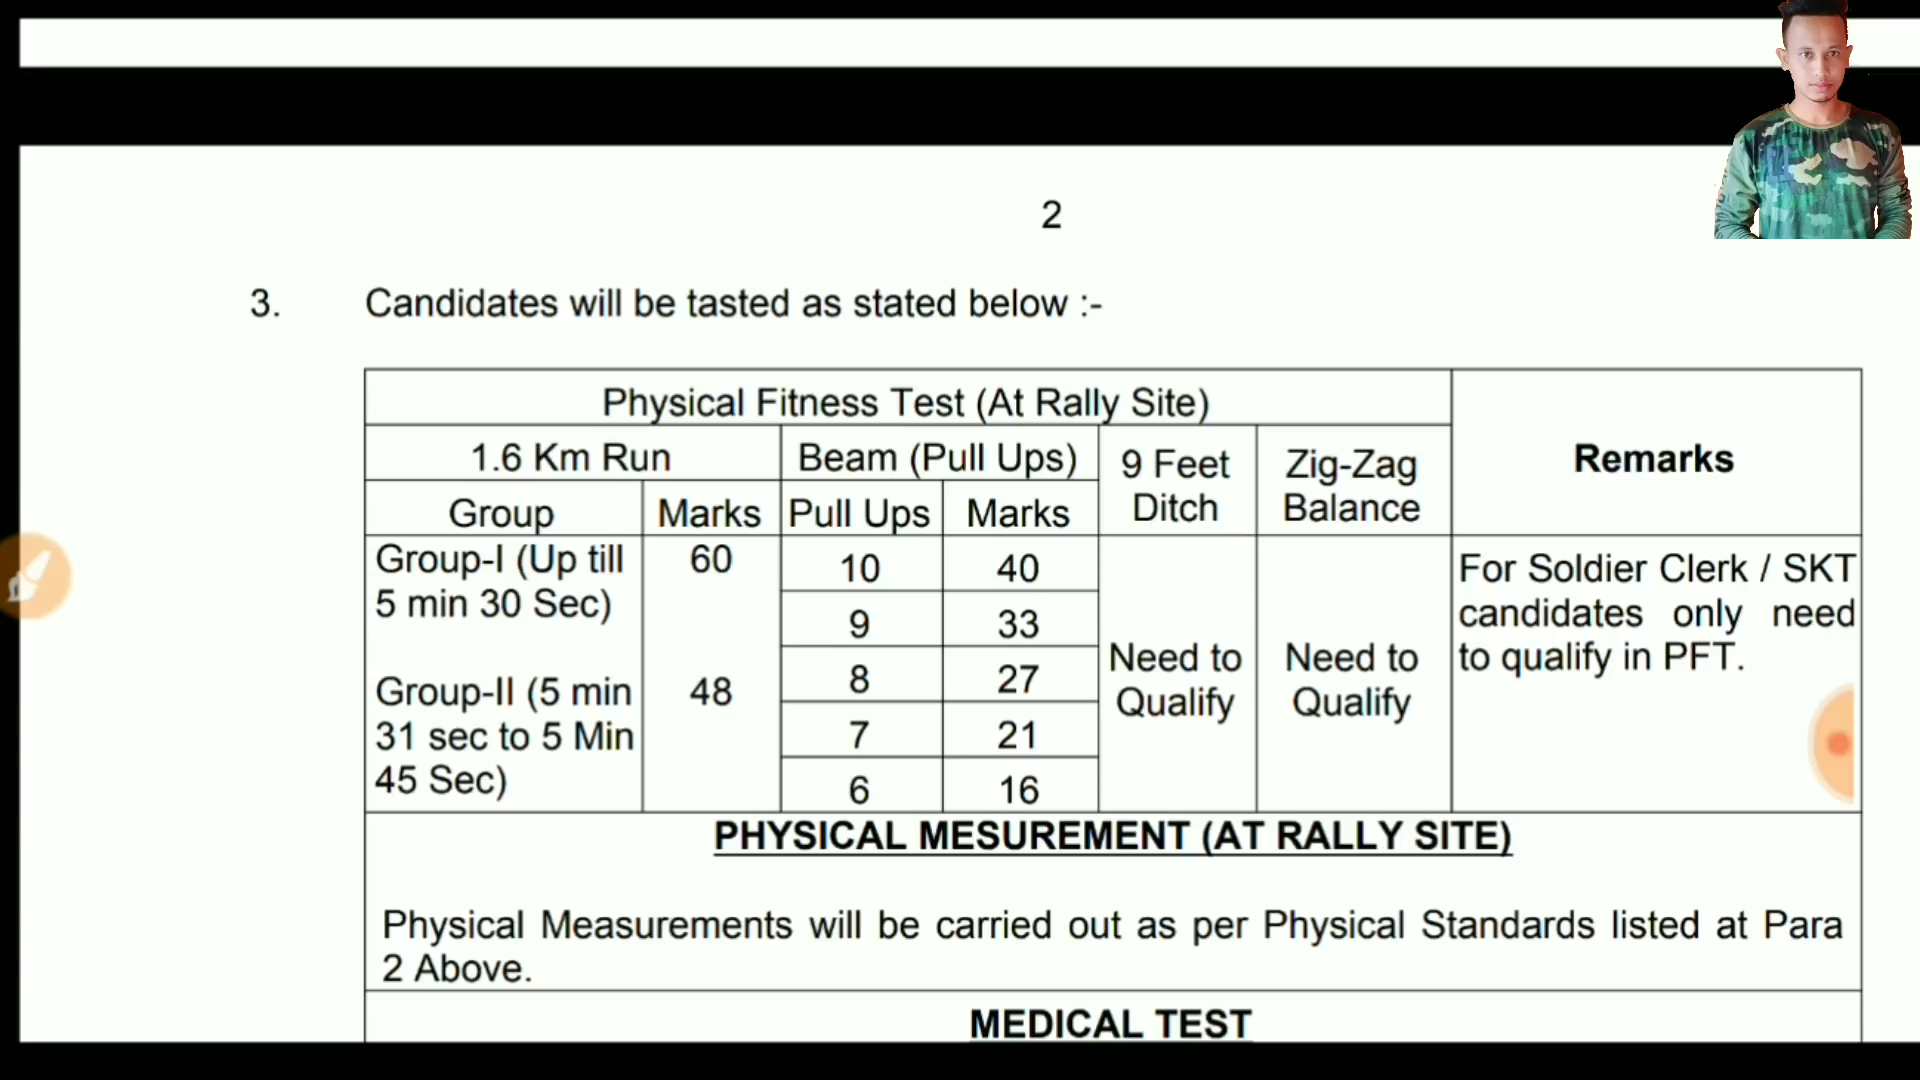 2
3. Candidates will be tasted as stated below :-
Physical Fitness Test (At Rally Site)
Remarks
1.6 Km Run
Beam (Pull Ups)
9 Feet
Ditch
Zig-Zag
Balance
Group
Marks
Pull Ups
Marks
Group-I (Up till
5 min 30 Sec)
60
Group-II (5 min
31 sec to 5 Min
45 Sec)
48
10 40
9 33
8 27
7 21
6 16
Need to
Qualify
Need to
Qualify
For Soldier Clerk / SKT
candidates only need
to qualify in PFT.
PHYSICAL MESUREMENT (AT RALLY SITE)
Physical Measurements will be carried out as per Physical Standards listed at Para
2 Above.
MEDICAL TEST